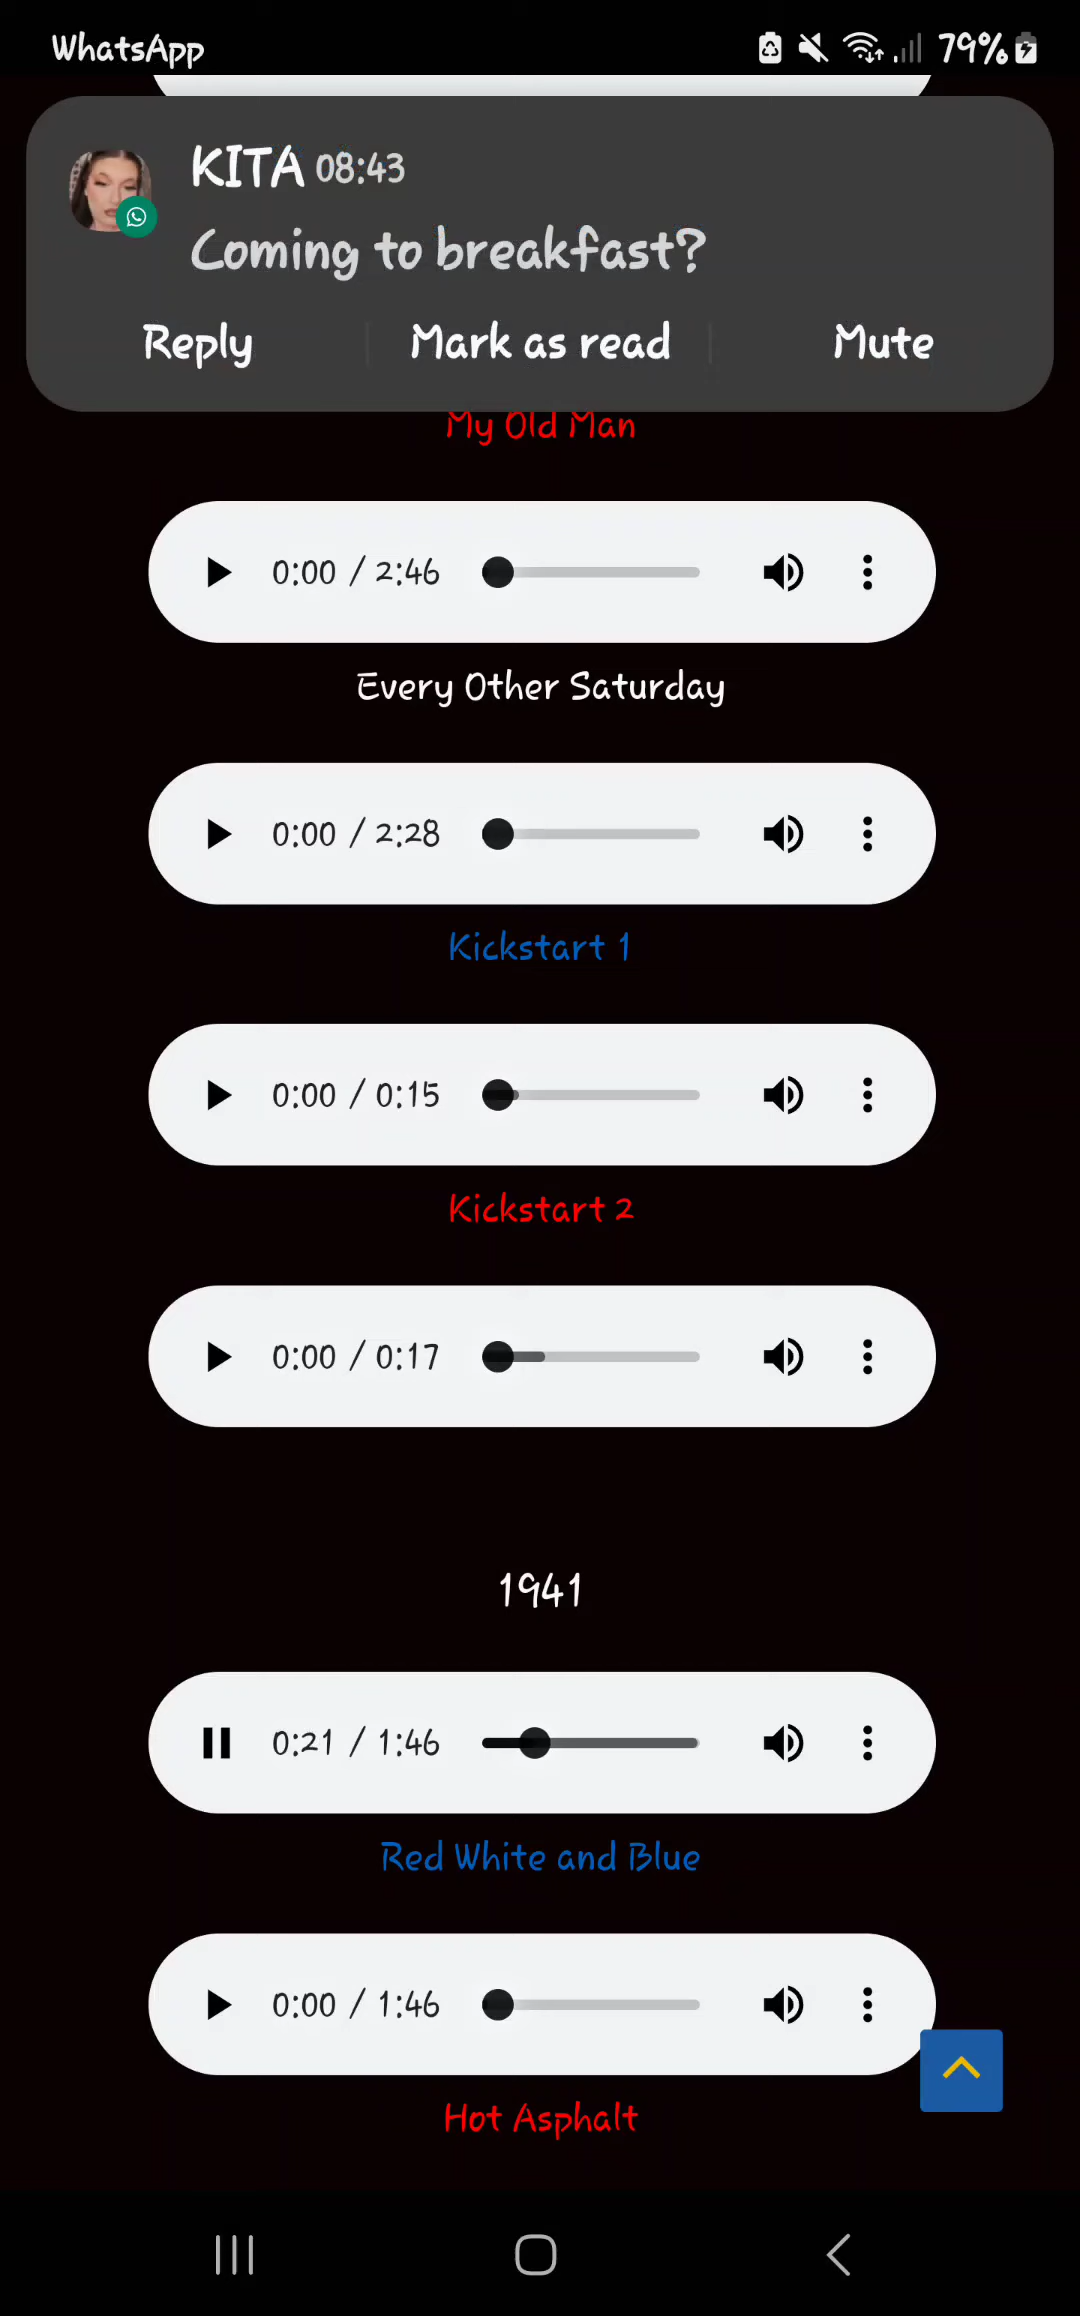 WhatsApp 79%
KITA 08:43
Coming to breakfast?
Reply Mark as read Mute
My Old Man
0:00 / 2:46
Every Other Saturday
0:00 / 2:28
Kickstart 1
0:00 / 0:15
Kickstart 2
0:00 / 0:17
1941
0:21 / 1:46
Red White and Blue
0:00 / 1:46
Hot Asphalt